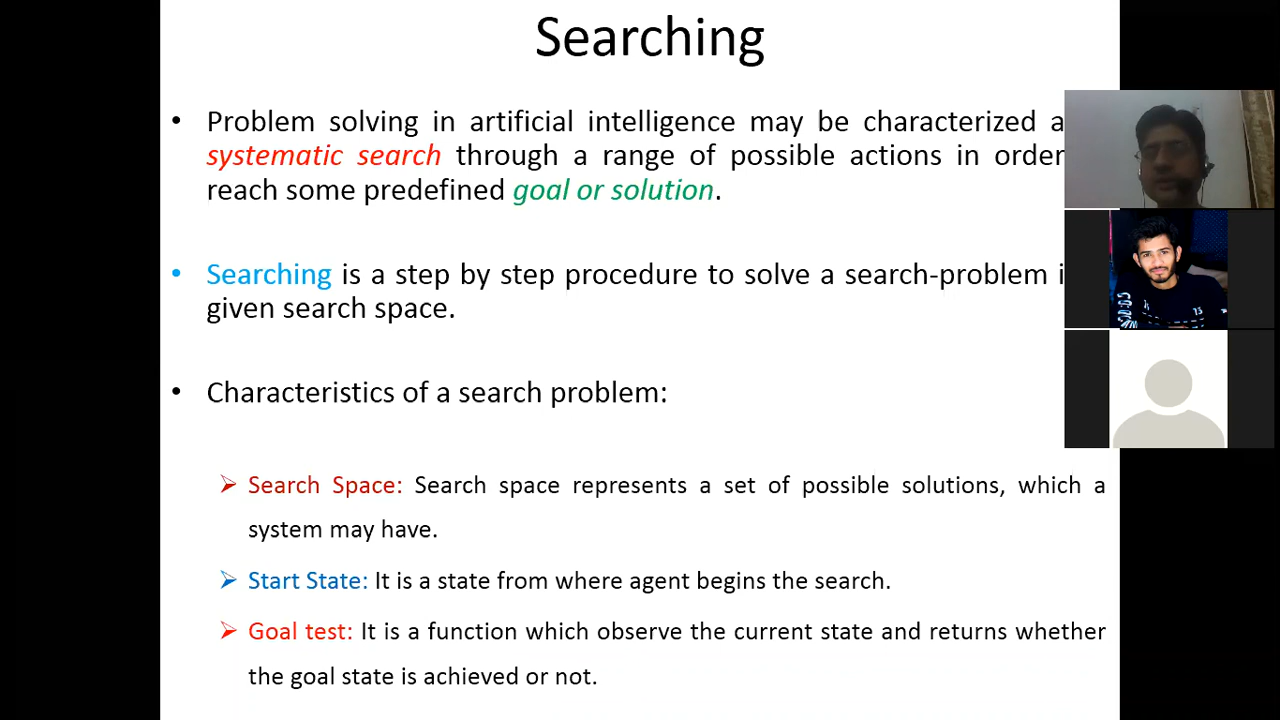 Searching
• Problem solving in artificial intelligence may be characterized a
systematic search through a range of possible actions in order
reach some predefined goal or solution.
• Searching is a step by step procedure to solve a search-problem i
given search space.
• Characteristics of a search problem:
➢ Search Space: Search space represents a set of possible solutions, which a
system may have.
➢ Start State: It is a state from where agent begins the search.
➢ Goal test: It is a function which observe the current state and returns whether
the goal state is achieved or not.